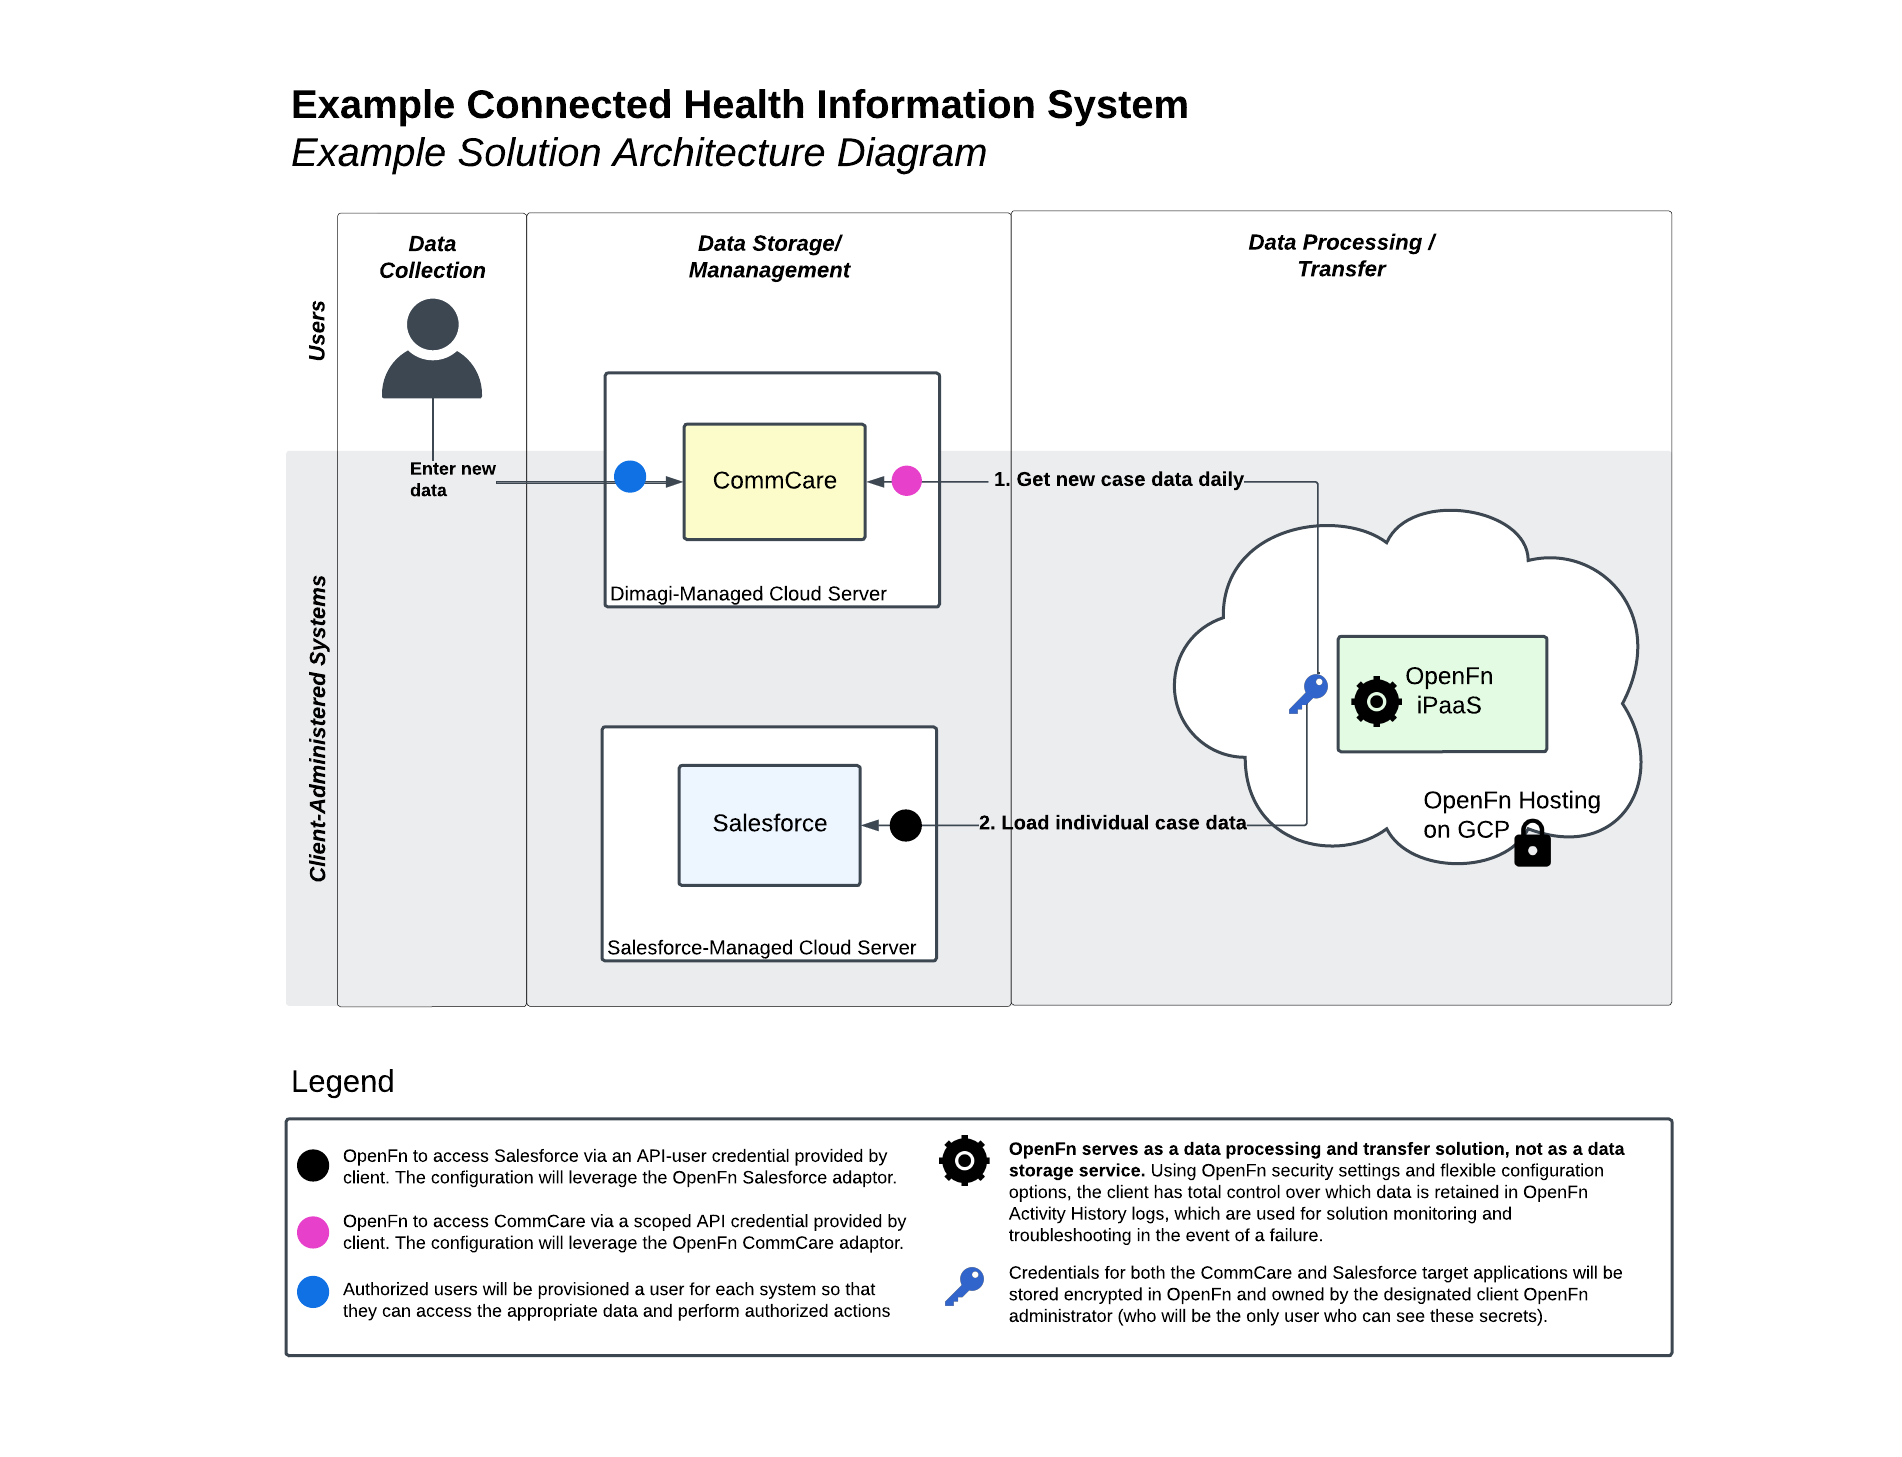 Example Connected Health Information System
Example Solution Architecture Diagram
Data
Collection
Data Storage/
Mananagement
Data Processing /
Transfer
Users
Client-Administered Systems
Enter new
data
CommCare
1. Get new case data daily
Dimagi-Managed Cloud Server
OpenFn
iPaaS
OpenFn Hosting
on GCP
Salesforce
2. Load individual case data
Salesforce-Managed Cloud Server
Legend
OpenFn to access Salesforce via an API-user credential provided by
client. The configuration will leverage the OpenFn Salesforce adaptor.
OpenFn to access CommCare via a scoped API credential provided by
client. The configuration will leverage the OpenFn CommCare adaptor.
Authorized users will be provisioned a user for each system so that
they can access the appropriate data and perform authorized actions
OpenFn serves as a data processing and transfer solution, not as a data
storage service. Using OpenFn security settings and flexible configuration
options, the client has total control over which data is retained in OpenFn
Activity History logs, which are used for solution monitoring and
troubleshooting in the event of a failure.
Credentials for both the CommCare and Salesforce target applications will be
stored encrypted in OpenFn and owned by the designated client OpenFn
administrator (who will be the only user who can see these secrets).